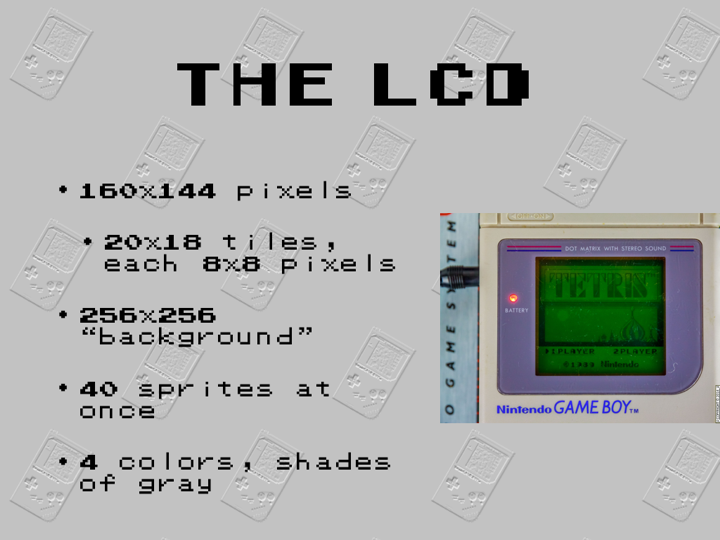 THE LCD
• 160x144 pixels
• 20x18 tiles,
each 8x8 pixels
• 256x256
“background”
• 40 sprites at
once
• 4 colors, shades
of gray
O GAME SYSTEM
DOT MATRIX WITH STEREO SOUND
BATTERY
TETRIS
1PLAYER 2PLAYER
Nintendo
Nintendo GAME BOY™